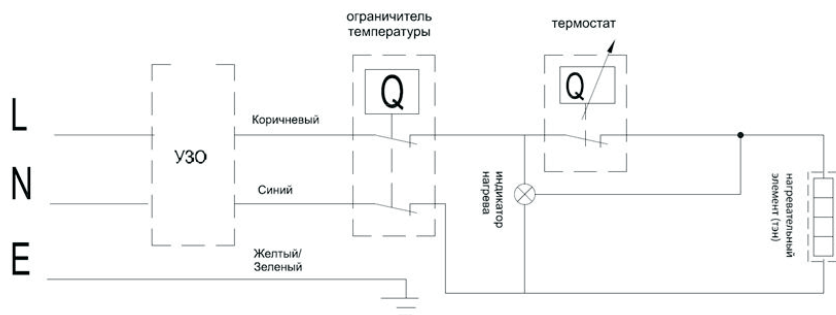 ограничитель
температуры
термостат
Q
Q
L
Коричневый
УЗО
N
Синий
индикатор
нагрева
нагревательный
элемент (тэн)
E
Желтый/
Зеленый